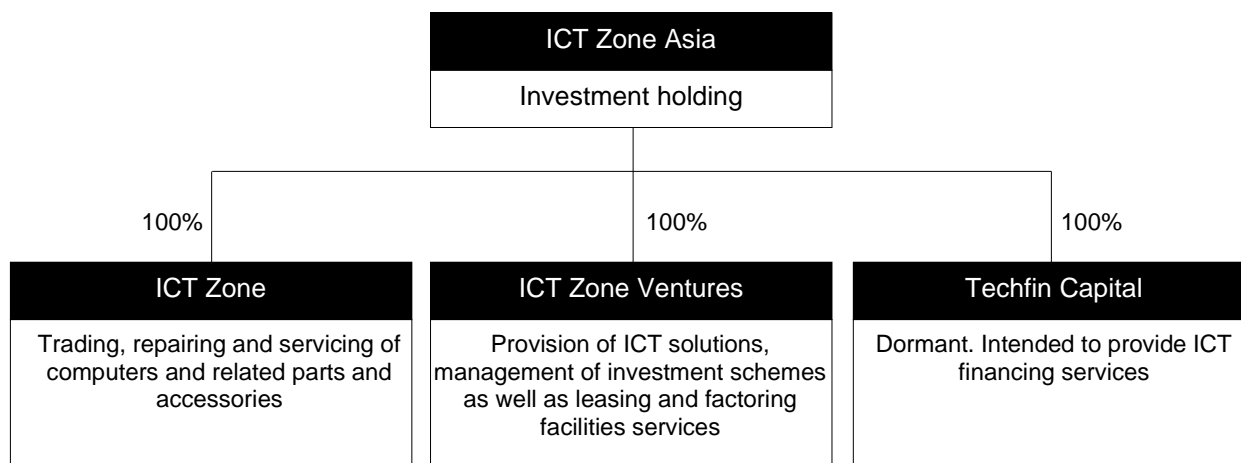 ICT Zone Asia
Investment holding
100%
100%
100%
ICT Zone
Trading, repairing and servicing of
computers and related parts and
accessories
ICT Zone Ventures
Provision of ICT solutions,
management of investment schemes
as well as leasing and factoring
facilities services
Techfin Capital
Dormant. Intended to provide ICT
financing services